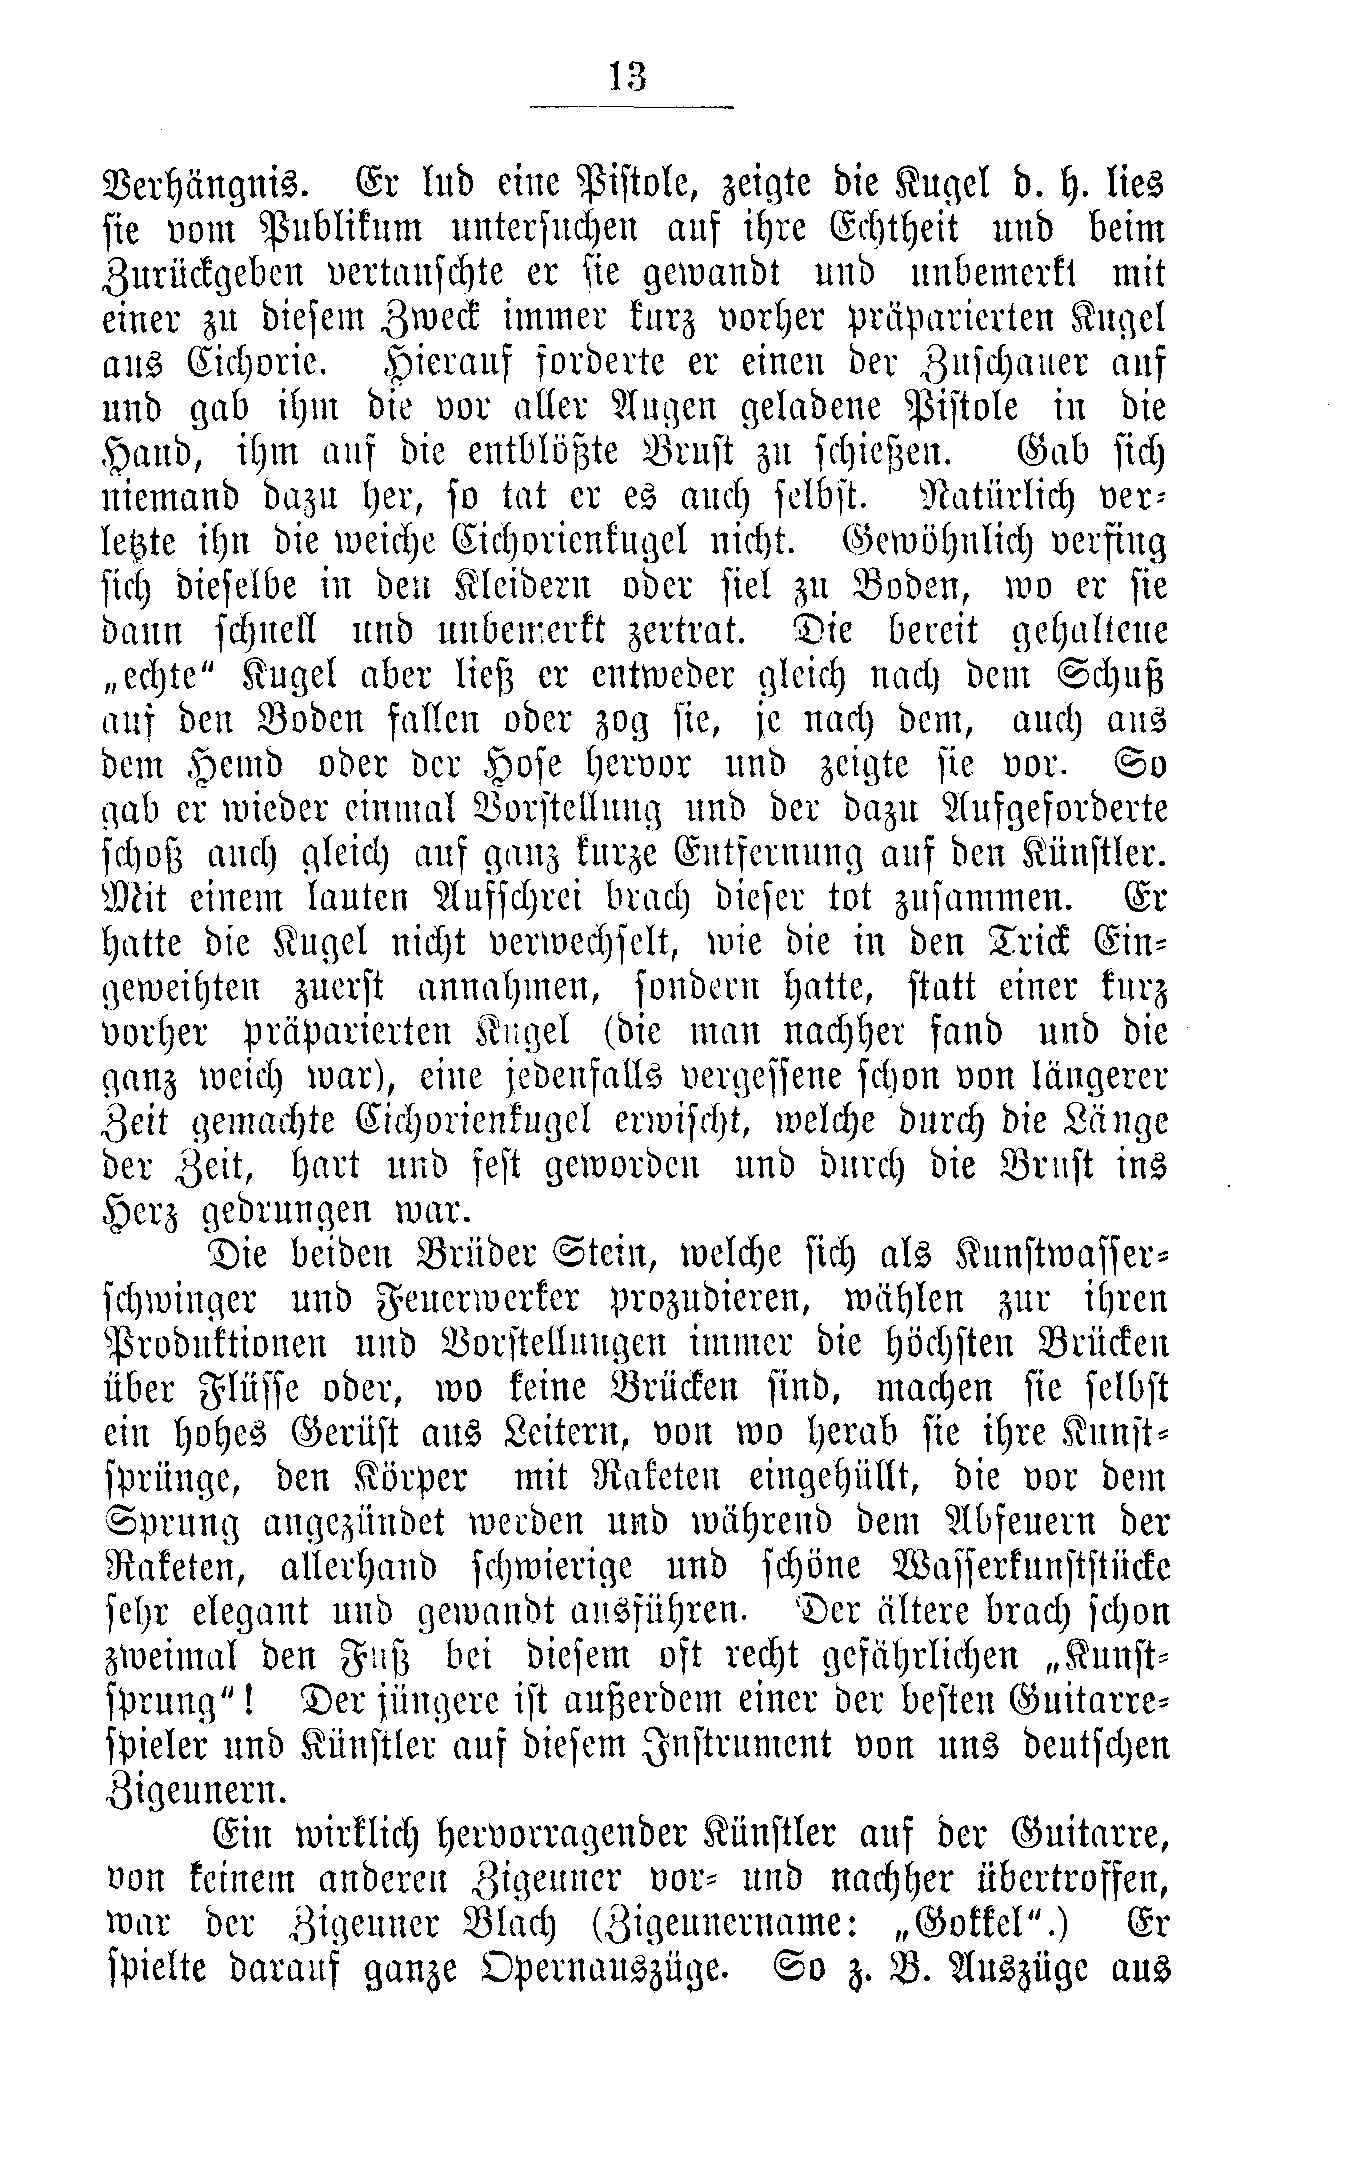 13
Verhängnis. Er lud eine Pistole, zeigte die Kugel d. h. lies
sie vom Publikum untersuchen auf ihre Echtheit und beim
Zurückgeben vertauschte er sie gewandt und unbemerkt mit
einer zu diesem Zweck immer kurz vorher präparierten Kugel
aus Cichorie. Hierauf forderte er einen der Zuschauer auf
und gab ihm die vor aller Augen geladene Pistole in die
Hand, ihm auf die entblößte Brust zu schießen. Gab sich
niemand dazu her, so tat er es auch selbst. Natürlich ver-
letzte ihn die weiche Cichorienkugel nicht. Gewöhnlich verfing
sich dieselbe in den Kleidern oder fiel zu Boden, wo er sie
dann schnell und unbemerkt zertrat. Die bereit gehaltene
„echte“ Kugel aber ließ er entweder gleich nach dem Schuß
auf den Boden fallen oder zog sie, je nach dem, auch aus
dem Hemd oder der Hose hervor und zeigte sie vor. So
gab er wieder einmal Vorstellung und der dazu Aufgeforderte
schoß auch gleich auf ganz kurze Entfernung auf den Künstler.
Mit einem lauten Aufschrei brach dieser tot zusammen. Er
hatte die Kugel nicht verwechselt, wie die in den Trick Ein-
geweihten zuerst annahmen, sondern hatte, statt einer kurz
vorher präparierten Kugel (die man nachher fand und die
ganz weich war), eine jedenfalls vergessene schon von längerer
Zeit gemachte Cichorienkugel erwischt, welche durch die Länge
der Zeit, hart und fest geworden und durch die Brust ins
Herz gedrungen war.
Die beiden Brüder Stein, welche sich als Kunstwasser-
schwinger und Feuerwerker prozudieren, wählen zur ihren
Produktionen und Vorstellungen immer die höchsten Brücken
über Flüsse oder, wo keine Brücken sind, machen sie selbst
ein hohes Gerüst aus Leitern, von wo herab sie ihre Kunst-
sprünge, den Körper mit Raketen eingehüllt, die vor dem
Sprung angezündet werden und während dem Abfeuern der
Raketen, allerhand schwierige und schöne Wasserkunststücke
sehr elegant und gewandt ausführen. Der ältere brach schon
zweimal den Fuß bei diesem oft recht gefährlichen „Kunst-
sprung“! Der jüngere ist außerdem einer der besten Guitarre-
spieler und Künstler auf diesem Instrument von uns deutschen
Zigeunern.
Ein wirklich hervorragender Künstler auf der Guitarre,
von keinem anderen Zigeuner vor- und nachher übertroffen,
war der Zigeuner Blach (Zigeunername: „Gokkel“.) Er
spielte darauf ganze Opernauszüge. So z. B. Auszüge aus